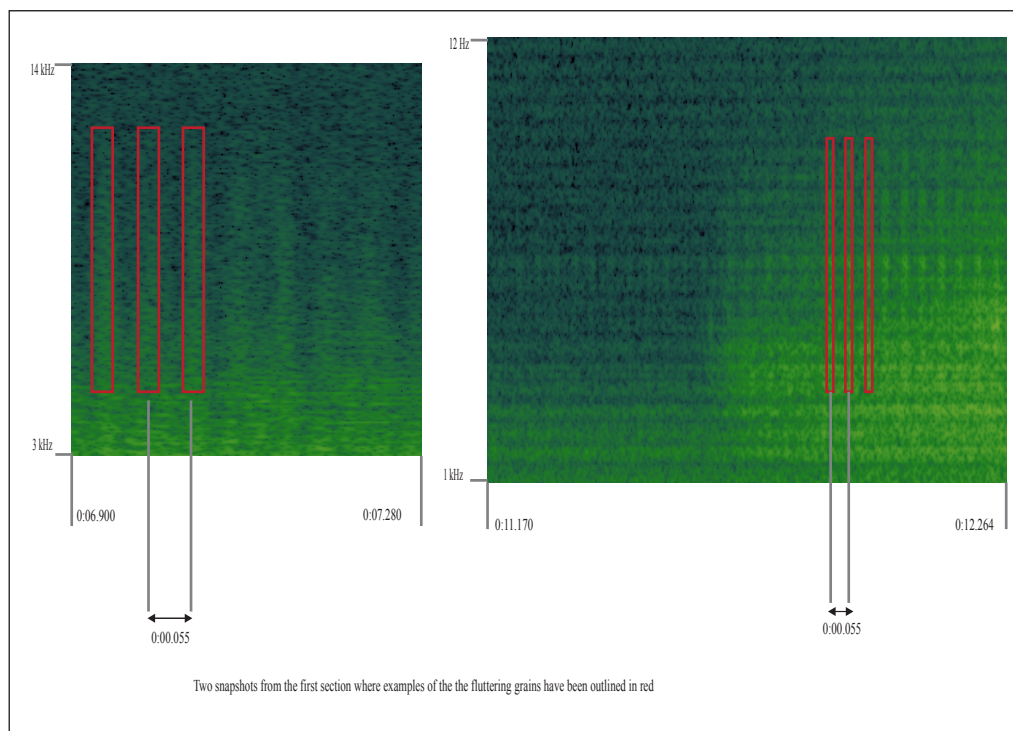 14 kHz
3 kHz
0:06.900
0:07.280
0:00.055
12 Hz
1 kHz
0:11.170
0:12.264
0:00.055
Two snapshots from the first section where examples of the the fluttering grains have been outlined in red